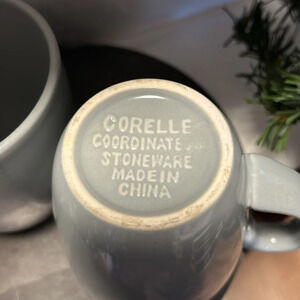 CORELLE
COORDINATES
STONEWARE
MADE IN
CHINA